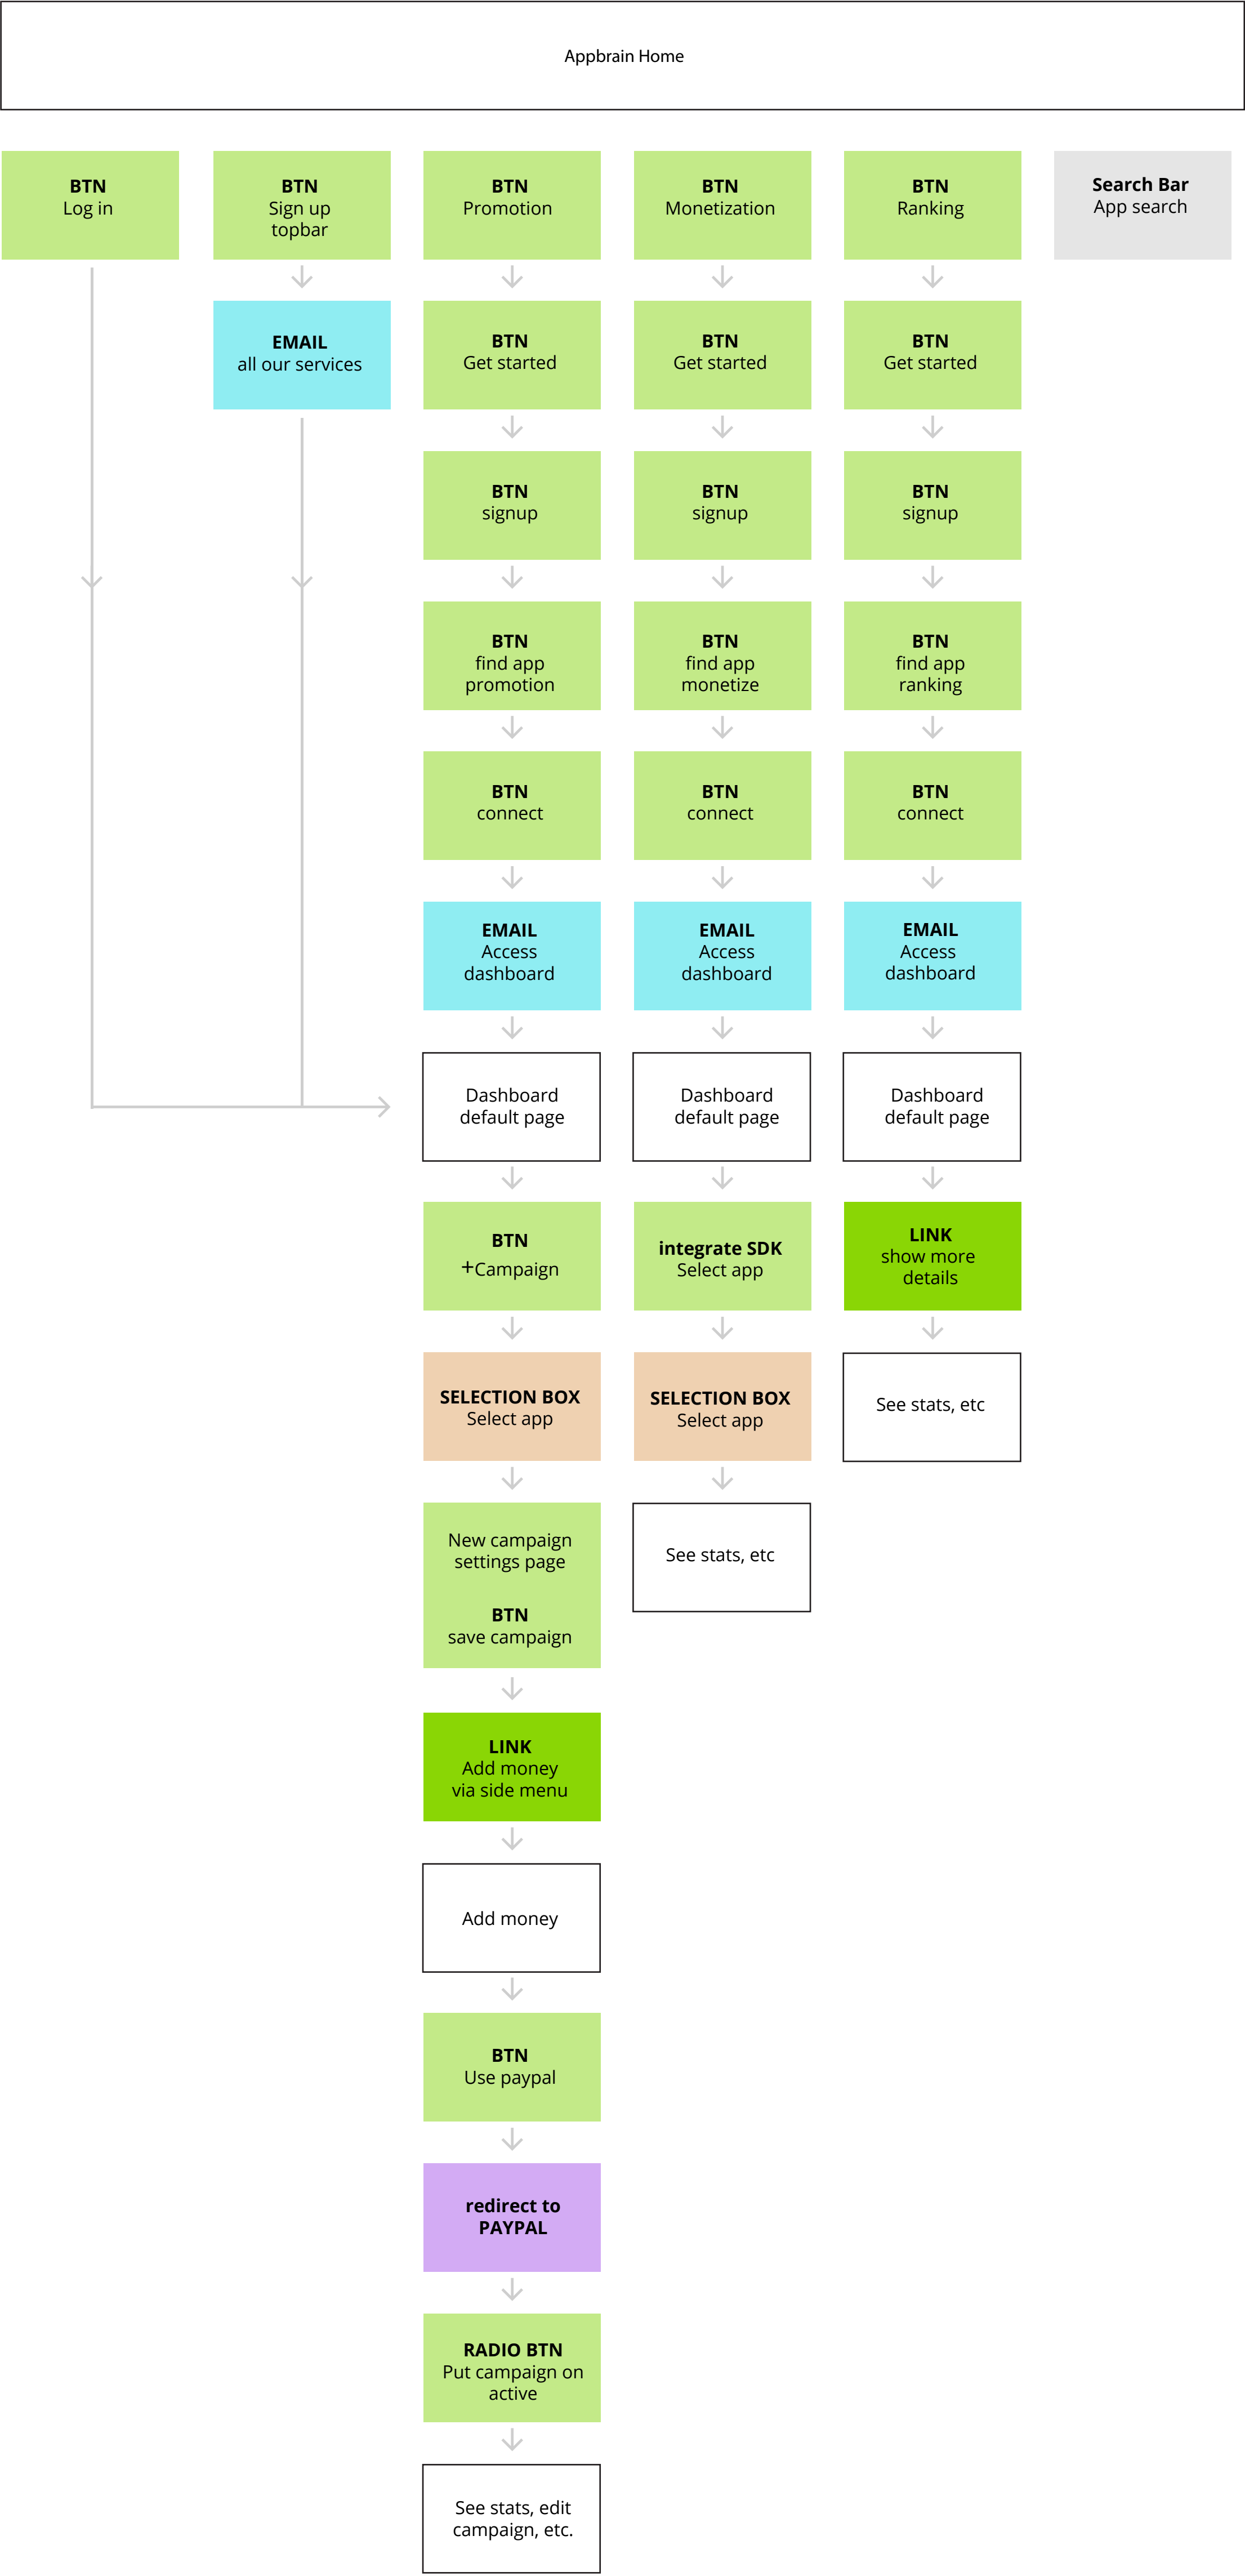 Appbrain Home
BTN
Log in
BTN
Sign up
topbar
BTN
Promotion
BTN
Monetization
BTN
Ranking
Search Bar
App search
EMAIL
all our services
BTN
Get started
BTN
Get started
BTN
Get started
BTN
signup
BTN
signup
BTN
signup
BTN
find app
promotion
BTN
find app
monetize
BTN
find app
ranking
BTN
connect
BTN
connect
BTN
connect
EMAIL
Access
dashboard
EMAIL
Access
dashboard
EMAIL
Access
dashboard
Dashboard
default page
Dashboard
default page
Dashboard
default page
BTN
+Campaign
integrate SDK
Select app
LINK
show more
details
SELECTION BOX
Select app
SELECTION BOX
Select app
See stats, etc
New campaign
settings page
BTN
save campaign
See stats, etc
LINK
Add money
via side menu
Add money
BTN
Use paypal
redirect to
PAYPAL
RADIO BTN
Put campaign on
active
See stats, edit
campaign, etc.